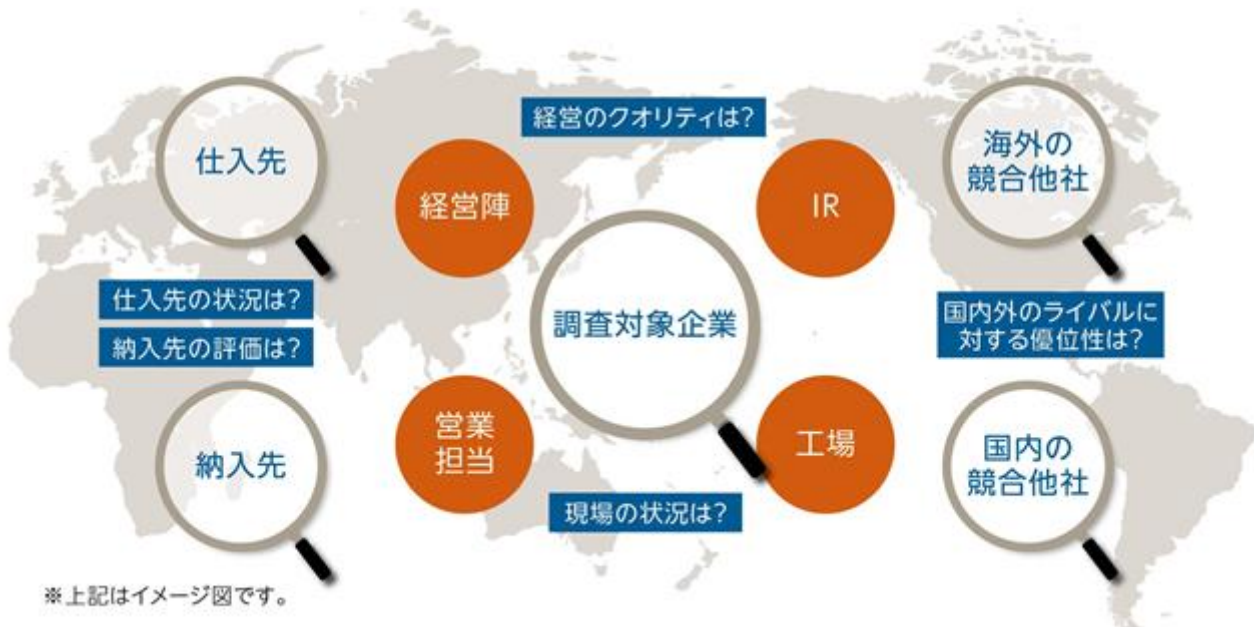 経営のクオリティは?
仕入先
経営陣
IR
海外の
競合他社
仕入先の状況は?
納入先の評価は?
調査対象企業
国内外のライバルに
対する優位性は?
納入先
営業
担当
工場
国内の
競合他社
現場の状況は?
※上記はイメージ図です。